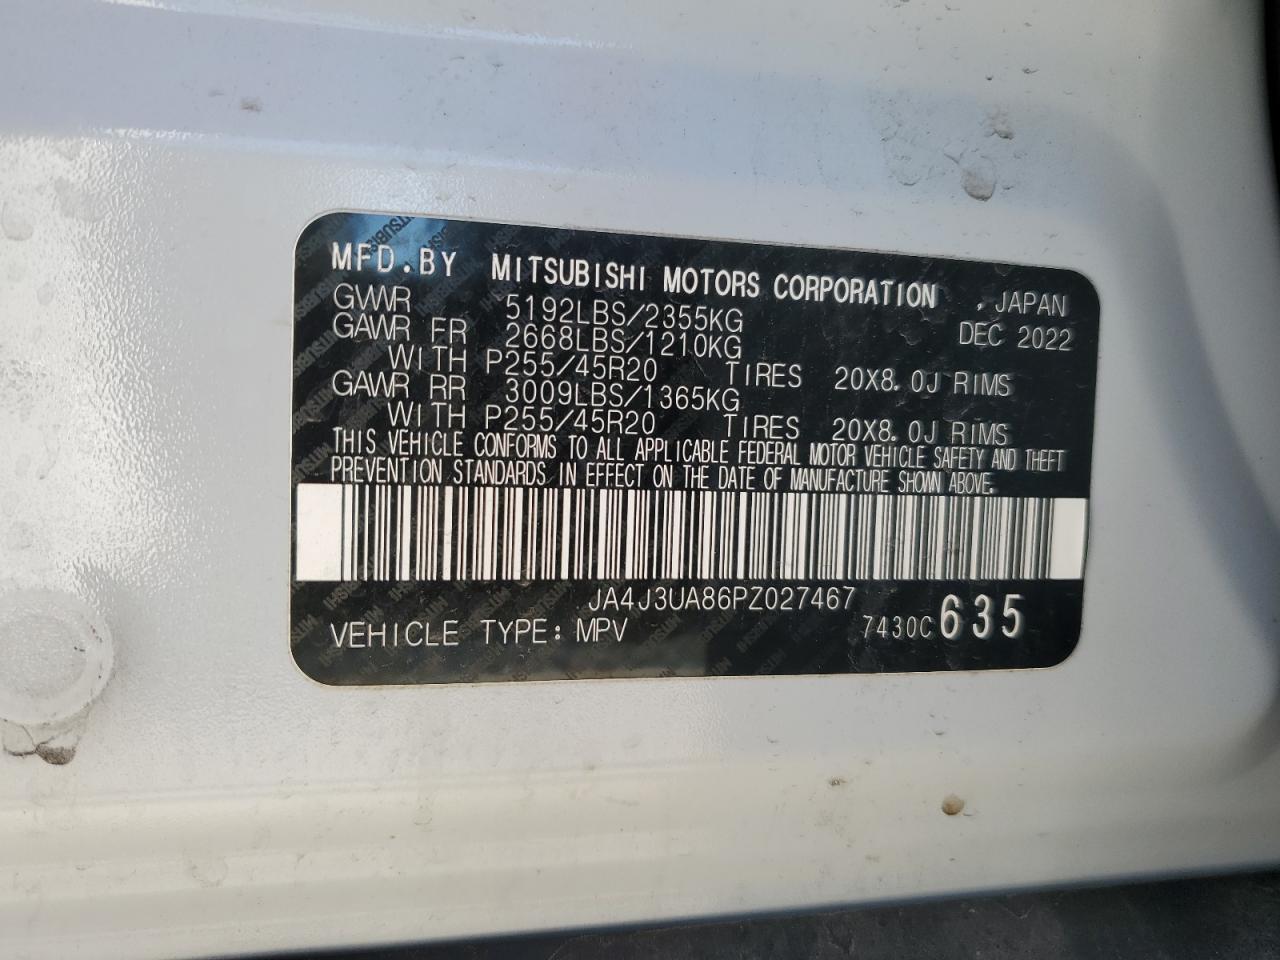 MFD.BY MITSUBISHI MOTORS CORPORATION , JAPAN
GVWR 5192LBS/2355KG DEC 2022
GAWR FR 2668LBS/1210KG
WITH P255/45R20 TIRES 20X8.0J RIMS
GAWR RR 3009LBS/1365KG
WITH P255/45R20 TIRES 20X8.0J RIMS
THIS VEHICLE CONFORMS TO ALL APPLICABLE FEDERAL MOTOR VEHICLE SAFETY AND THEFT
PREVENTION STANDARDS IN EFFECT ON THE DATE OF MANUFACTURE SHOWN ABOVE.
JA4J3UA86PZ027467
VEHICLE TYPE: MPV 7430C 635